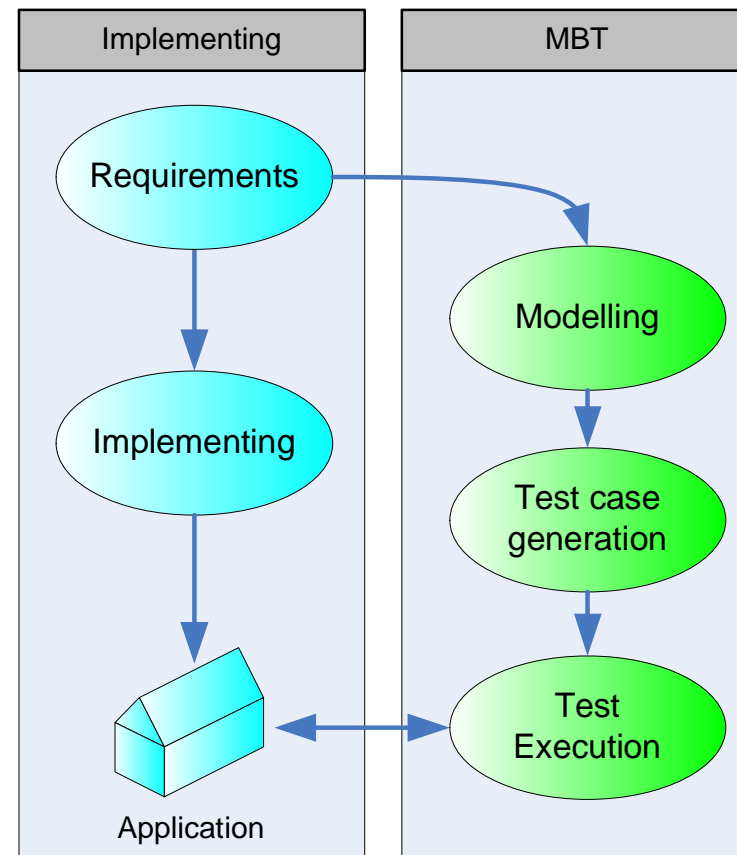 Implementing
MBT
Requirements
Modelling
Implementing
Test case
generation
Test
Execution
Application